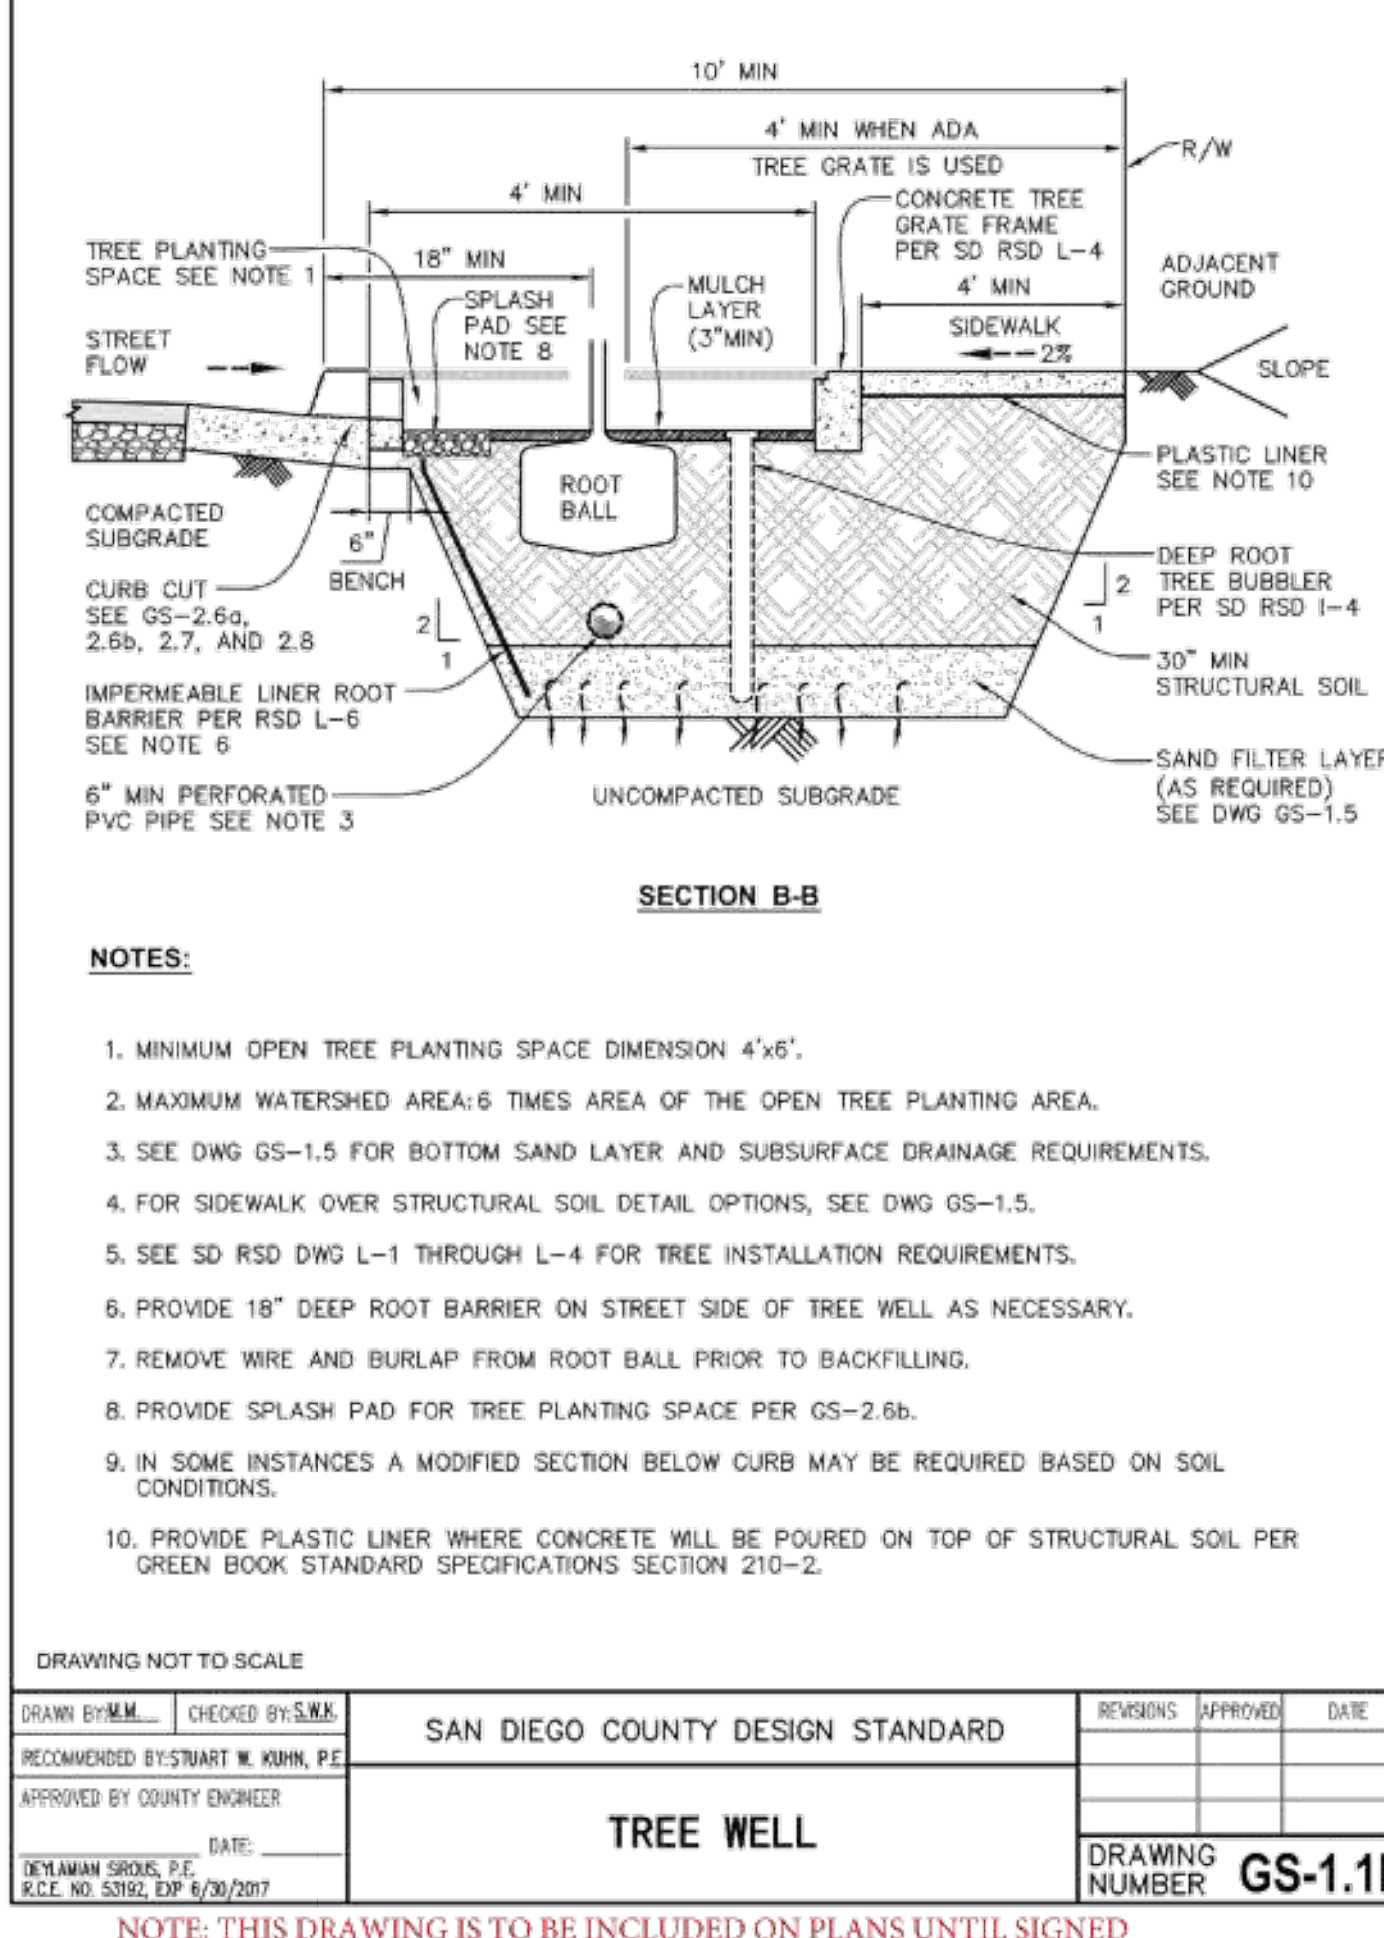 10' MIN
4' MIN WHEN ADA
TREE GRATE IS USED
R/W
4' MIN
CONCRETE TREE
GRATE FRAME
PER SD RSD L-4
TREE PLANTING
SPACE SEE NOTE 1
18" MIN
SPLASH
PAD SEE
NOTE 8
MULCH
LAYER
(3"MIN)
4' MIN
SIDEWALK
2%
ADJACENT
GROUND
STREET
FLOW
SLOPE
ROOT
BALL
PLASTIC LINER
SEE NOTE 10
COMPACTED
SUBGRADE
6"
BENCH
CURB CUT
SEE GS-2.6a,
2.6b, 2.7, AND 2.8
2
1
DEEP ROOT
TREE BUBBLER
PER SD RSD I-4
2
1
30" MIN
STRUCTURAL SOIL
IMPERMEABLE LINER ROOT
BARRIER PER RSD L-6
SEE NOTE 6
6" MIN PERFORATED
PVC PIPE SEE NOTE 3
UNCOMPACTED SUBGRADE
SAND FILTER LAYER
(AS REQUIRED)
SEE DWG GS-1.5
SECTION B-B
NOTES:
1. MINIMUM OPEN TREE PLANTING SPACE DIMENSION 4'x6'.
2. MAXIMUM WATERSHED AREA: 6 TIMES AREA OF THE OPEN TREE PLANTING AREA.
3. SEE DWG GS-1.5 FOR BOTTOM SAND LAYER AND SUBSURFACE DRAINAGE REQUIREMENTS.
4. FOR SIDEWALK OVER STRUCTURAL SOIL DETAIL OPTIONS, SEE DWG GS-1.5.
5. SEE SD RSD DWG L-1 THROUGH L-4 FOR TREE INSTALLATION REQUIREMENTS.
6. PROVIDE 18" DEEP ROOT BARRIER ON STREET SIDE OF TREE WELL AS NECESSARY.
7. REMOVE WIRE AND BURLAP FROM ROOT BALL PRIOR TO BACKFILLING.
8. PROVIDE SPLASH PAD FOR TREE PLANTING SPACE PER GS-2.6b.
9. IN SOME INSTANCES A MODIFIED SECTION BELOW CURB MAY BE REQUIRED BASED ON SOIL
CONDITIONS.
10. PROVIDE PLASTIC LINER WHERE CONCRETE WILL BE POURED ON TOP OF STRUCTURAL SOIL PER
GREEN BOOK STANDARD SPECIFICATIONS SECTION 210-2.
DRAWING NOT TO SCALE
DRAWN BY: M.M. CHECKED BY: S.W.K.
RECOMMENDED BY: STUART W. KUHN, P.E.
APPROVED BY COUNTY ENGINEER
DATE:
DEYLAMIAN SIROUS, P.E.
R.C.E. NO. 53192, EXP 6/30/2017
SAN DIEGO COUNTY DESIGN STANDARD
TREE WELL
REVISIONS APPROVED DATE
DRAWING
NUMBER GS-1.1
NOTE: THIS DRAWING IS TO BE INCLUDED ON PLANS UNTIL SIGNED